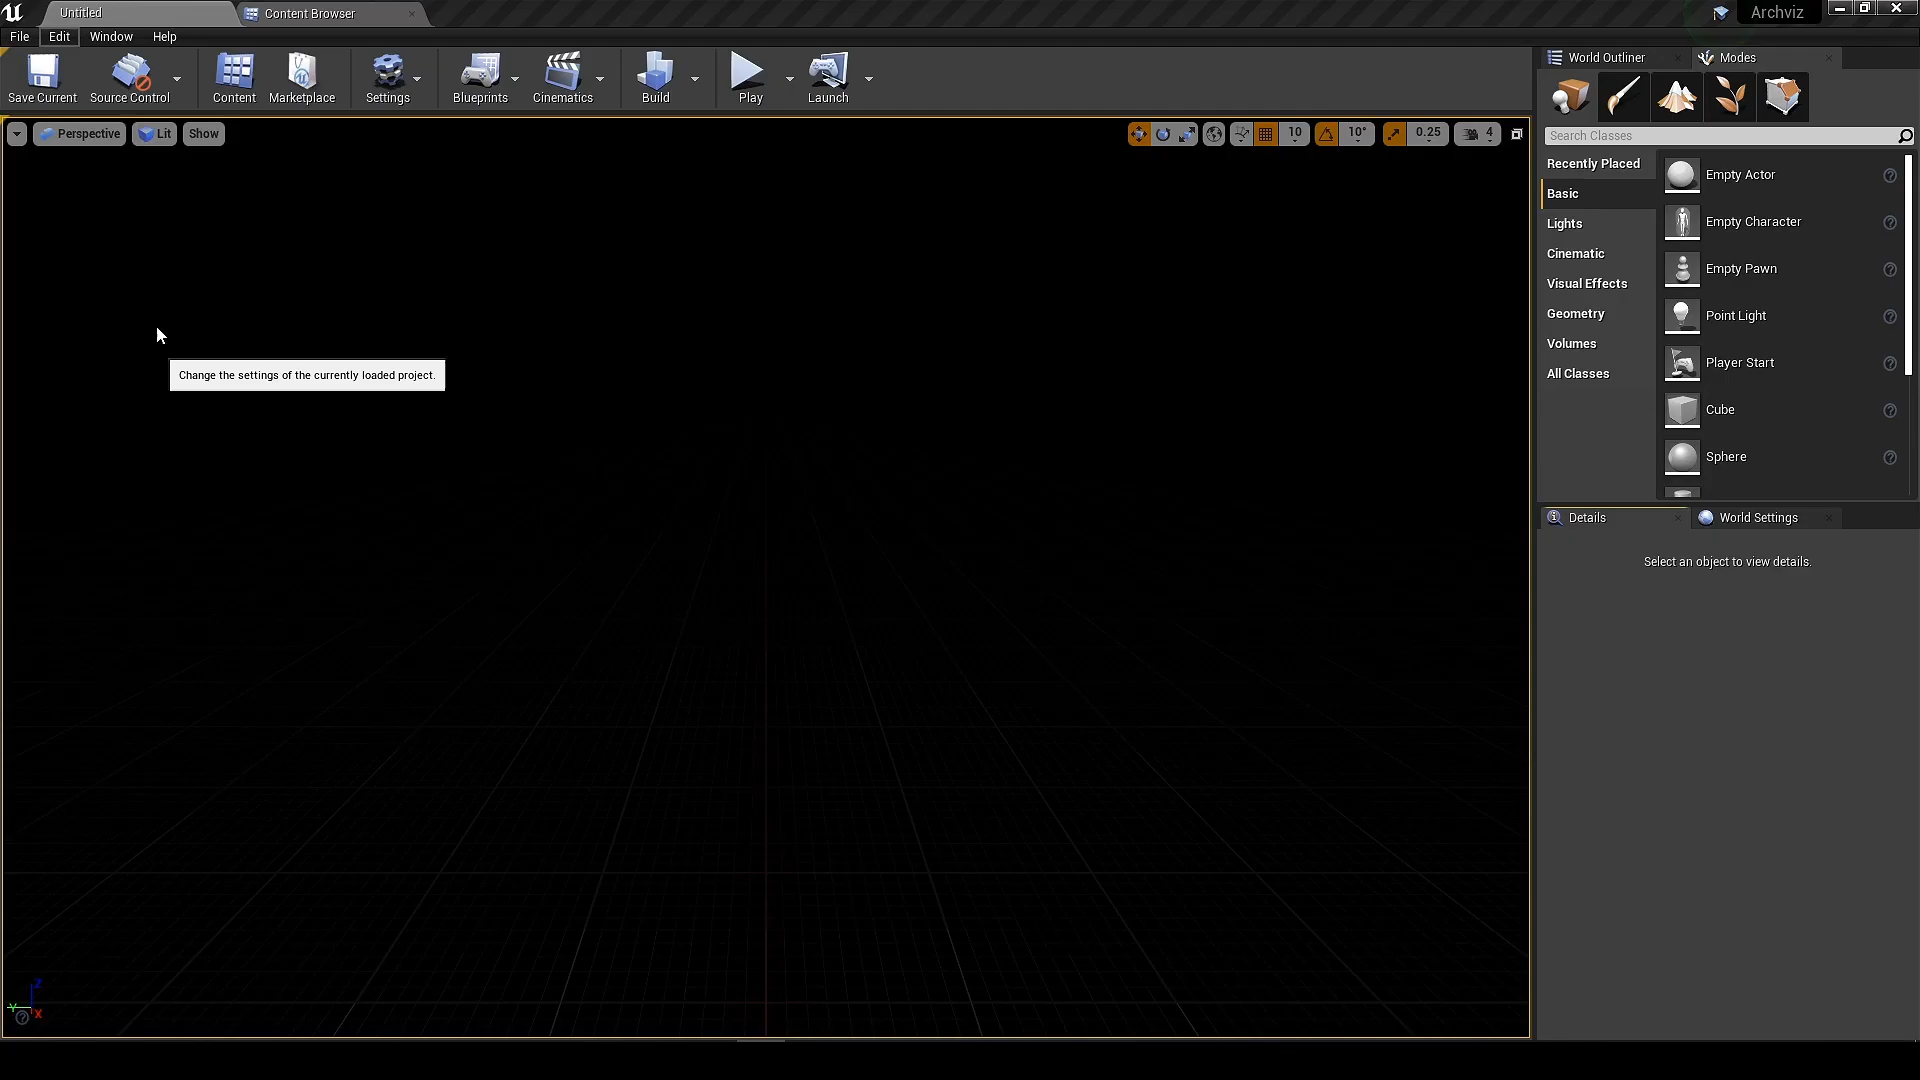 Untitled
Content Browser
Archviz
File Edit Window Help
Save Current Source Control Content Marketplace Settings Blueprints Cinematics Build Play Launch
World Outliner Modes
Perspective Lit Show
10 10° 0.25 4
Search Classes
Recently Placed
Basic
Lights
Cinematic
Visual Effects
Geometry
Volumes
All Classes
Empty Actor
Empty Character
Empty Pawn
Point Light
Player Start
Cube
Sphere
Change the settings of the currently loaded project.
Details World Settings
Select an object to view details.
Z
Y
X